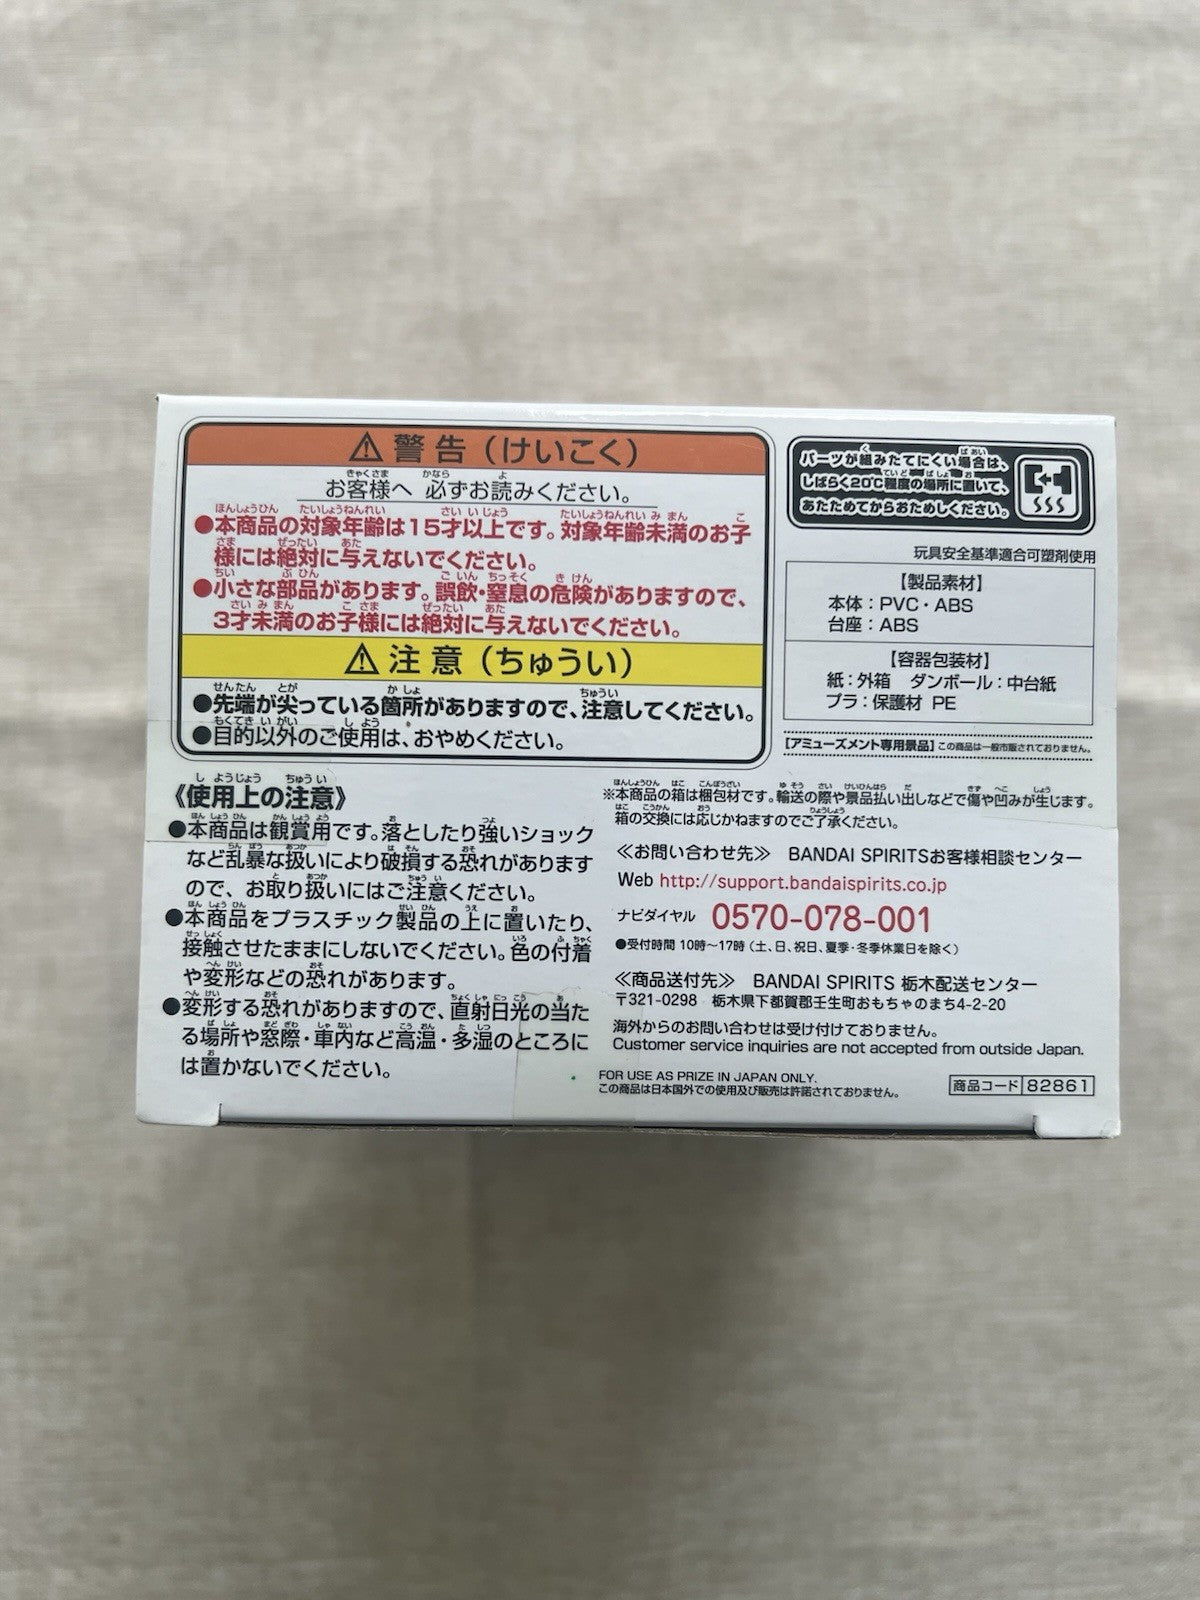 ⚠警告（けいこく）
お客様へ 必ずお読みください。
●本商品の対象年齢は15才以上です。対象年齢未満のお子
様には絶対に与えないでください。
●小さな部品があります。誤飲・窒息の危険がありますので、
3才未満のお子様には絶対に与えないでください。
⚠注意（ちゅうい）
●先端が尖っている箇所がありますので、注意してください。
●目的以外のご使用は、おやめください。
《使用上の注意》
●本商品は観賞用です。落としたり強いショック
など乱暴な扱いにより破損する恐れがあります
ので、お取り扱いにはご注意ください。
●本商品をプラスチック製品の上に置いたり、
接触させたままにしないでください。色の付着
や変形などの恐れがあります。
●変形する恐れがありますので、直射日光の当た
る場所や窓際・車内など高温・多湿のところに
は置かないでください。
パーツが組みたてにくい場合は、
しばらく20℃程度の場所に置いて、
あたためてからおためしください。
玩具安全基準適合可塑剤使用
【製品素材】
本体：PVC・ABS
台座：ABS
【容器包装材】
紙：外箱 ダンボール：中台紙
プラ：保護材 PE
【アミューズメント専用景品】この商品は一般市販されておりません。
※本商品の箱は梱包材です。輸送の際や景品払い出しなどで傷や凹みが生じます。
箱の交換には応じかねますのでご了承ください。
≪お問い合わせ先≫ BANDAI SPIRITSお客様相談センター
Web http://support.bandaispirits.co.jp
ナビダイヤル 0570-078-001
●受付時間 10時～17時（土、日、祝日、夏季・冬季休業日を除く）
≪商品送付先≫ BANDAI SPIRITS 栃木配送センター
〒321-0298 栃木県下都賀郡壬生町おもちゃのまち4-2-20
海外からのお問い合わせは受け付けておりません。
Customer service inquiries are not accepted from outside Japan.
FOR USE AS PRIZE IN JAPAN ONLY.
この商品は日本国外での使用及び販売は許諾されておりません。
商品コード 82861